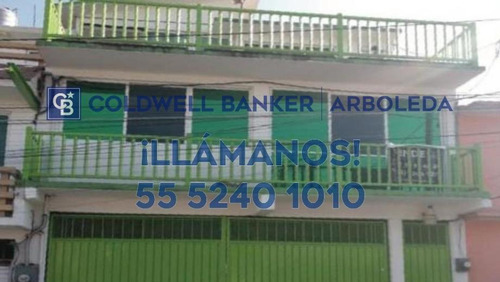 CB COLDWELL BANKER | ARBOLEDA
¡LLÁMANOS!
55 5240 1010